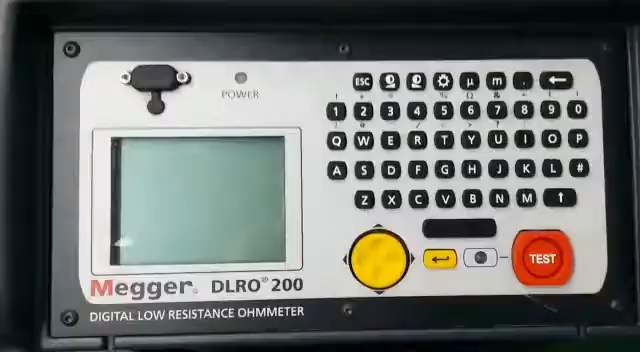 POWER
ESC µ m .
1 2 3 4 5 6 7 8 9 0
Q W E R T Y U I O P
A S D F G H J K L #
Z X C V B N M
TEST
Megger. DLRO® 200
DIGITAL LOW RESISTANCE OHMMETER